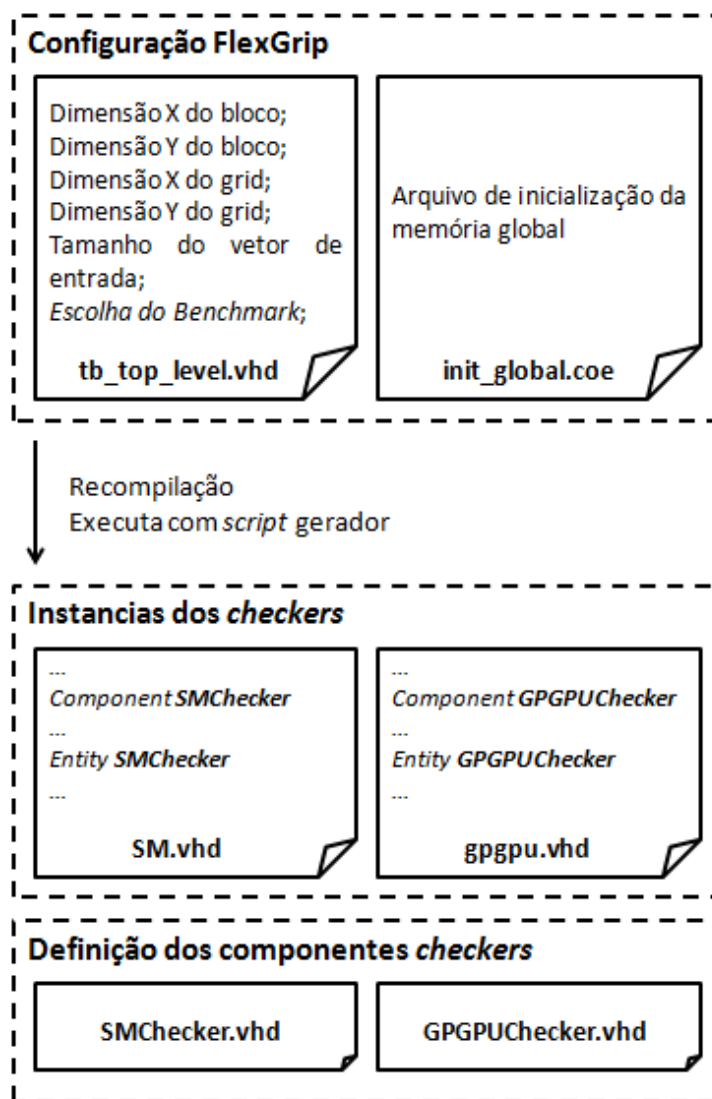 Configuração FlexGrip
Dimensão X do bloco;
Dimensão Y do bloco;
Dimensão X do grid;
Dimensão Y do grid;
Tamanho do vetor de
entrada;
Escolha do Benchmark;
tb_top_level.vhd
Arquivo de inicialização da
memória global
init_global.coe
Recompilação
Executa com script gerador
Instancias dos checkers
...
Component SMChecker
...
Entity SMChecker
...
SM.vhd
...
Component GPGPUChecker
...
Entity GPGPUChecker
...
gpgpu.vhd
Definição dos componentes checkers
SMChecker.vhd
GPGPUChecker.vhd